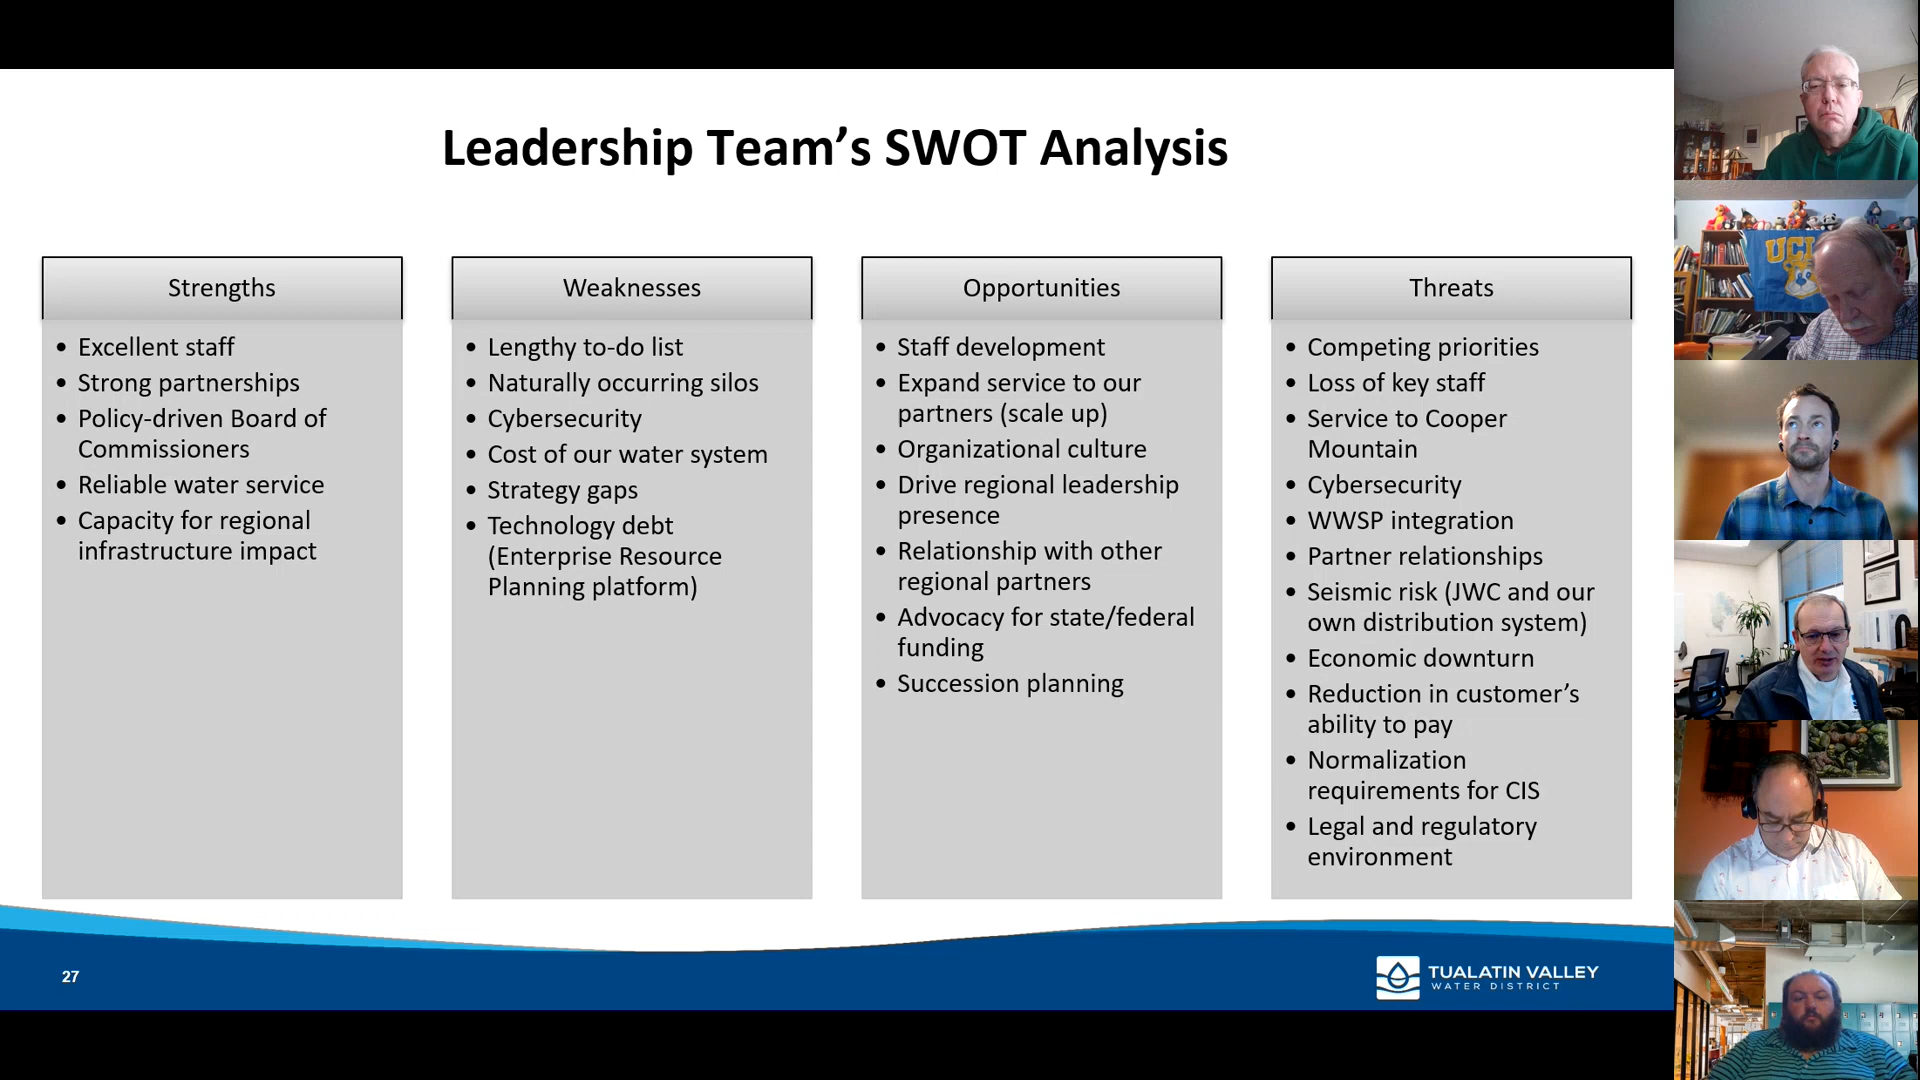 Leadership Team’s SWOT Analysis
Strengths
• Excellent staff
• Strong partnerships
• Policy-driven Board of
Commissioners
• Reliable water service
• Capacity for regional
infrastructure impact
Weaknesses
• Lengthy to-do list
• Naturally occurring silos
• Cybersecurity
• Cost of our water system
• Strategy gaps
• Technology debt
(Enterprise Resource
Planning platform)
Opportunities
• Staff development
• Expand service to our
partners (scale up)
• Organizational culture
• Drive regional leadership
presence
• Relationship with other
regional partners
• Advocacy for state/federal
funding
• Succession planning
Threats
• Competing priorities
• Loss of key staff
• Service to Cooper
Mountain
• Cybersecurity
• WWSP integration
• Partner relationships
• Seismic risk (JWC and our
own distribution system)
• Economic downturn
• Reduction in customer’s
ability to pay
• Normalization
requirements for CIS
• Legal and regulatory
environment
27
TUALATIN VALLEY
WATER DISTRICT